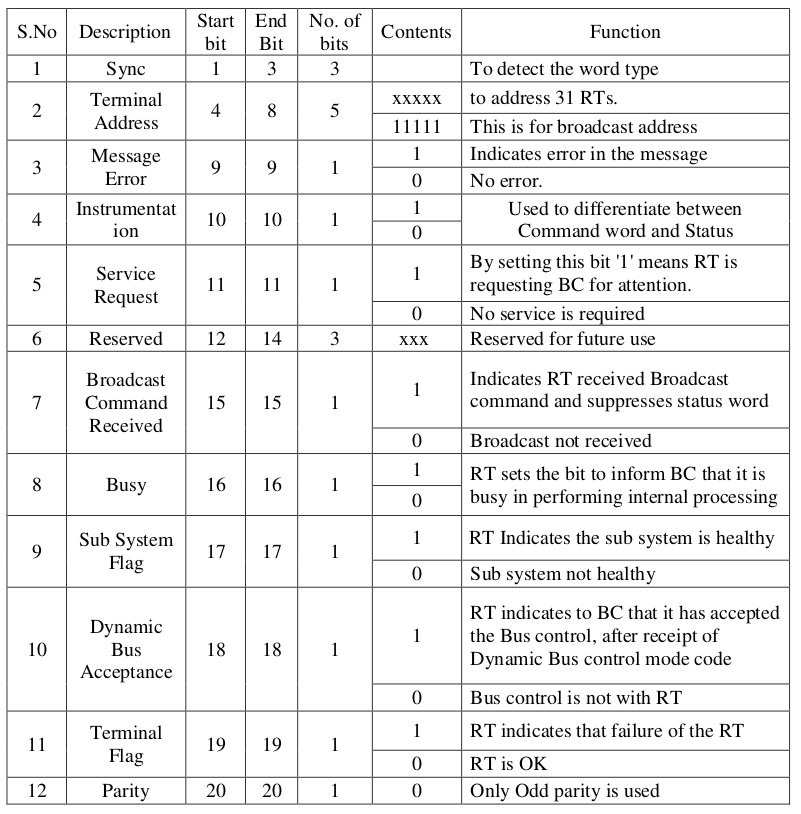 S.No Description Start bit End Bit No. of bits Contents Function
1 Sync 1 3 3 To detect the word type
2 Terminal Address 4 8 5 xxxxx to address 31 RTs.
11111 This is for broadcast address
3 Message Error 9 9 1 1 Indicates error in the message
0 No error.
4 Instrumentat ion 10 10 1 1 Used to differentiate between
0 Command word and Status
5 Service Request 11 11 1 1 By setting this bit '1' means RT is
requesting BC for attention.
0 No service is required
6 Reserved 12 14 3 xxx Reserved for future use
7 Broadcast Command Received 15 15 1 1 Indicates RT received Broadcast
command and suppresses status word
0 Broadcast not received
8 Busy 16 16 1 1 RT sets the bit to inform BC that it is
0 busy in performing internal processing
9 Sub System Flag 17 17 1 1 RT Indicates the sub system is healthy
0 Sub system not healthy
10 Dynamic Bus Acceptance 18 18 1 1 RT indicates to BC that it has accepted
the Bus control, after receipt of
Dynamic Bus control mode code
0 Bus control is not with RT
11 Terminal Flag 19 19 1 1 RT indicates that failure of the RT
0 RT is OK
12 Parity 20 20 1 0 Only Odd parity is used